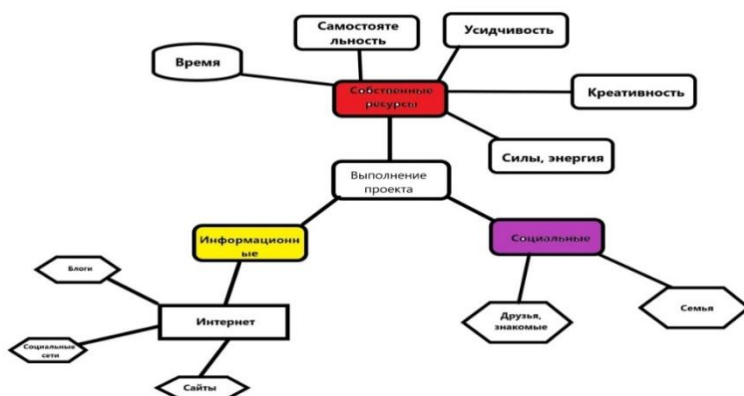 Самостояте
льность
Усидчивость
Время
Собственные
ресурсы
Креативность
Силы, энергия
Выполнение
проекта
Информационн
ые
Социальные
Блоги
Интернет
Друзья,
знакомые
Семья
Социальные
сети
Сайты